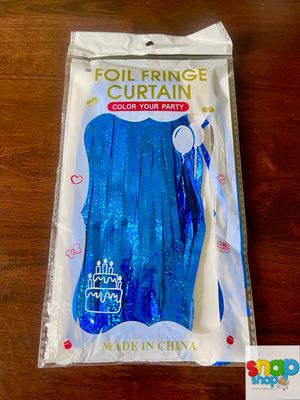 FOIL FRINGE
CURTAIN
COLOR YOUR PARTY
MADE IN CHINA
snap
shop